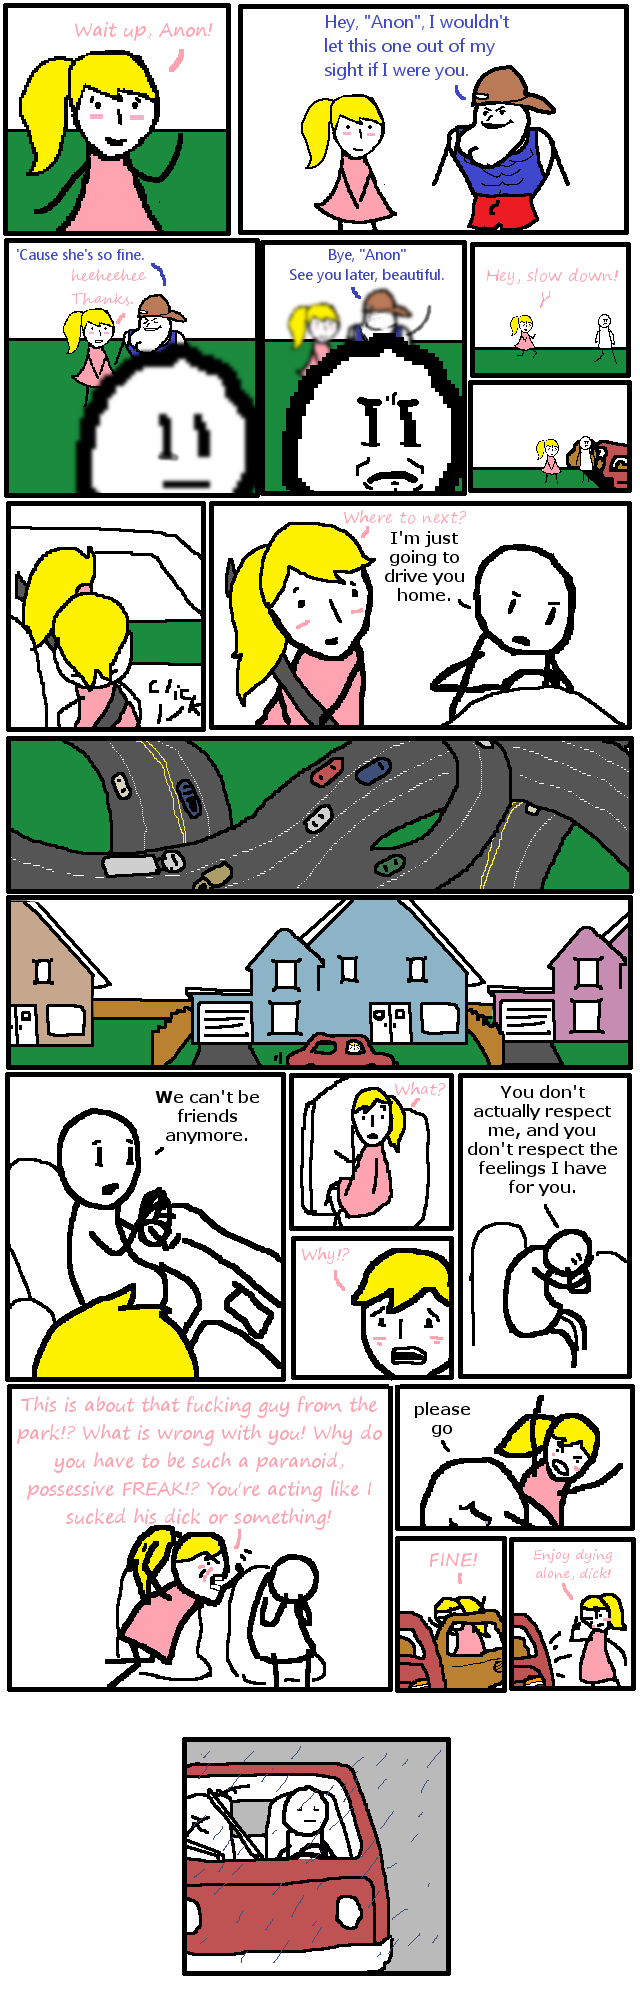 Wait up, Anon!
Hey, "Anon", I wouldn't
let this one out of my
sight if I were you.
'Cause she's so fine.
heeheehee
Thanks.
Bye, "Anon"
See you later, beautiful.
Hey, slow down!
click
Where to next?
I'm just
going to
drive you
home.
We can't be
friends
anymore.
What?
Why!?
You don't
actually respect
me, and you
don't respect the
feelings I have
for you.
This is about that fucking guy from the
park!? What is wrong with you! Why do
you have to be such a paranoid,
possessive FREAK!? You're acting like I
sucked his dick or something!
please
go
FINE!
Enjoy dying
alone, dick!